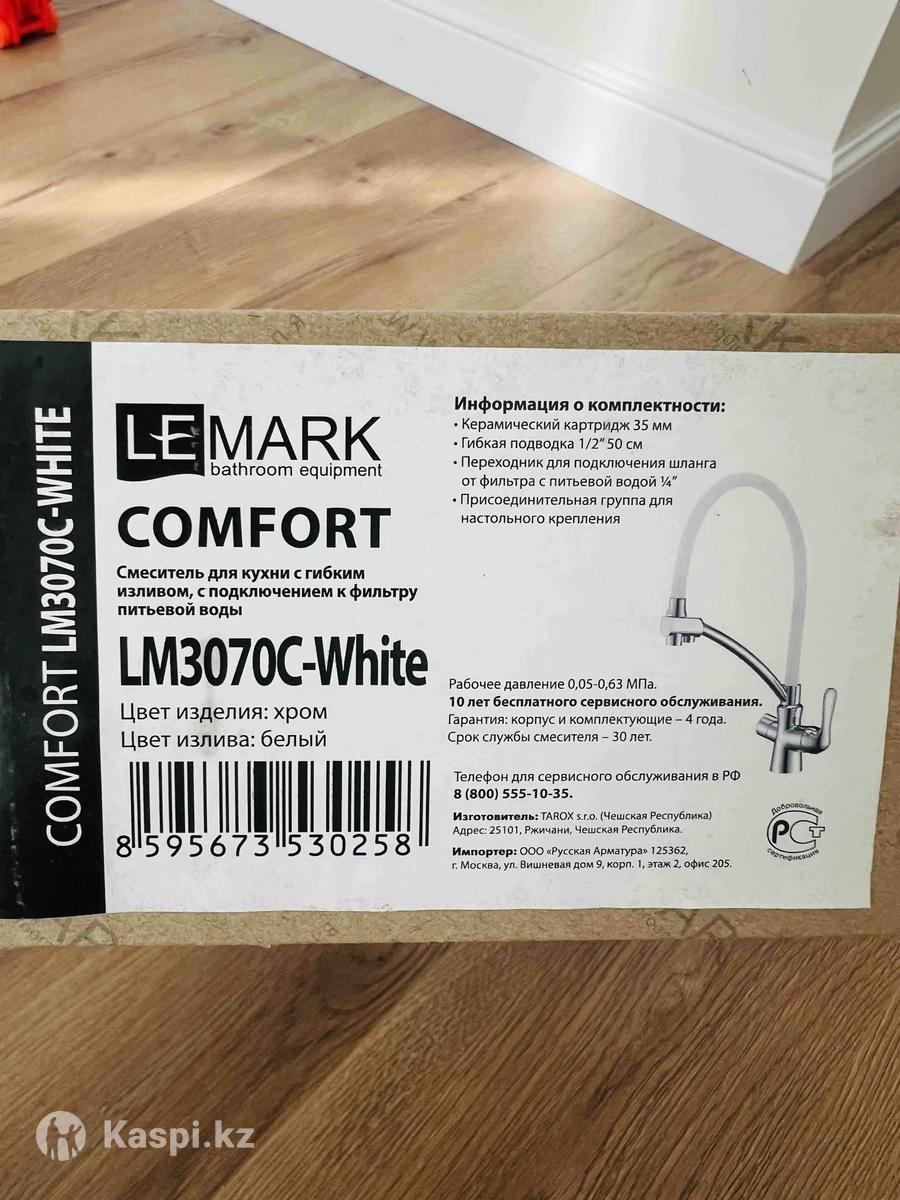 COMFORT LM3070C-WHITE
LEMARK
bathroom equipment
COMFORT
Смеситель для кухни с гибким
изливом, с подключением к фильтру
питьевой воды
LM3070C-White
Цвет изделия: хром
Цвет излива: белый
8 595673 530258
Информация о комплектности:
• Керамический картридж 35 мм
• Гибкая подводка 1/2" 50 см
• Переходник для подключения шланга
от фильтра с питьевой водой ¼"
• Присоединительная группа для
настольного крепления
Рабочее давление 0,05-0,63 МПа.
10 лет бесплатного сервисного обслуживания.
Гарантия: корпус и комплектующие – 4 года.
Срок службы смесителя – 30 лет.
Телефон для сервисного обслуживания в РФ
8 (800) 555-10-35.
Изготовитель: TAROX s.r.o. (Чешская Республика)
Адрес: 25101, Ржичани, Чешская Республика.
Импортер: ООО «Русская Арматура» 125362,
г. Москва, ул. Вишневая дом 9, корп. 1, этаж 2, офис 205.
Добровольная
РСТ
сертификация
Kaspi.kz